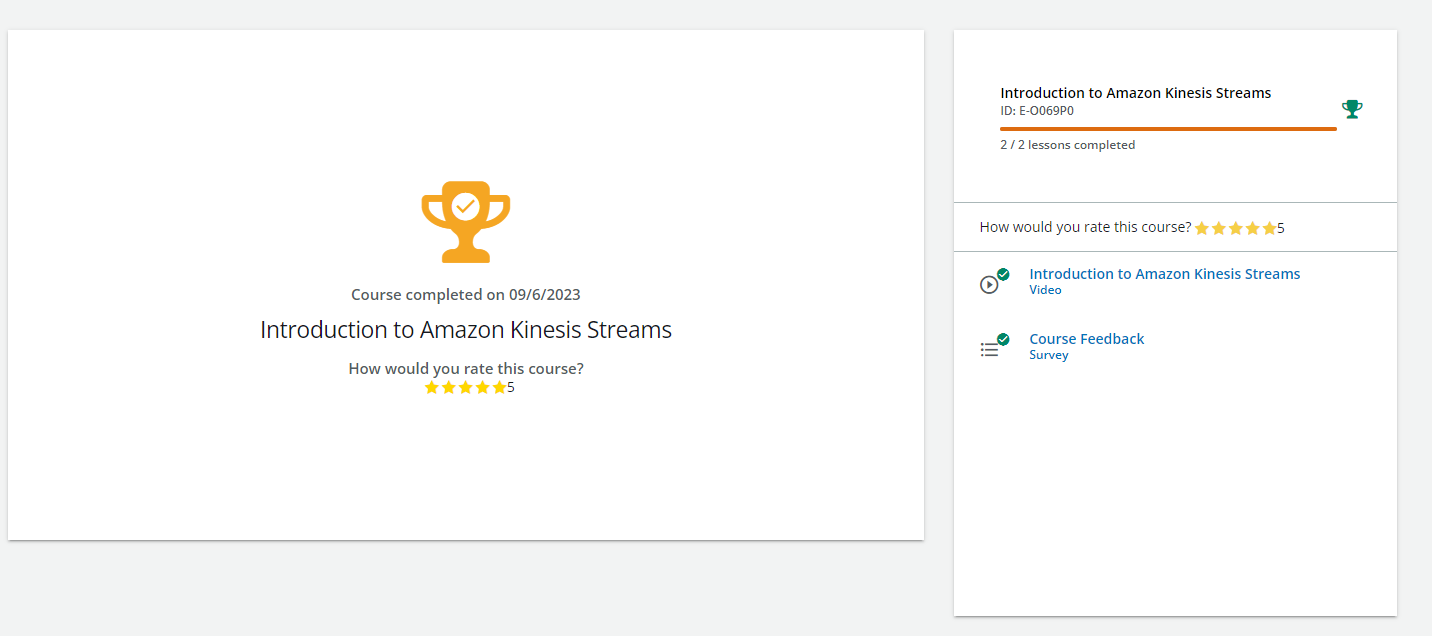 Course completed on 09/6/2023
Introduction to Amazon Kinesis Streams
How would you rate this course?
5
Introduction to Amazon Kinesis Streams
ID: E-O069P0
2 / 2 lessons completed
How would you rate this course? 5
Introduction to Amazon Kinesis Streams
Video
Course Feedback
Survey